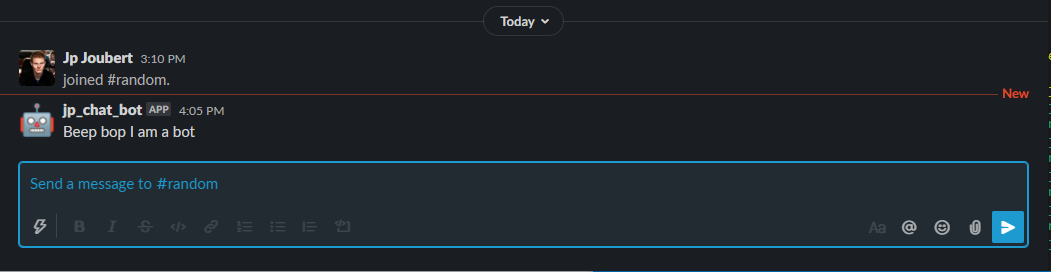 Today
Jp Joubert 3:10 PM
joined #random.
New
jp_chat_bot APP 4:05 PM
Beep bop I am a bot
Send a message to #random
B I S </> Aa @